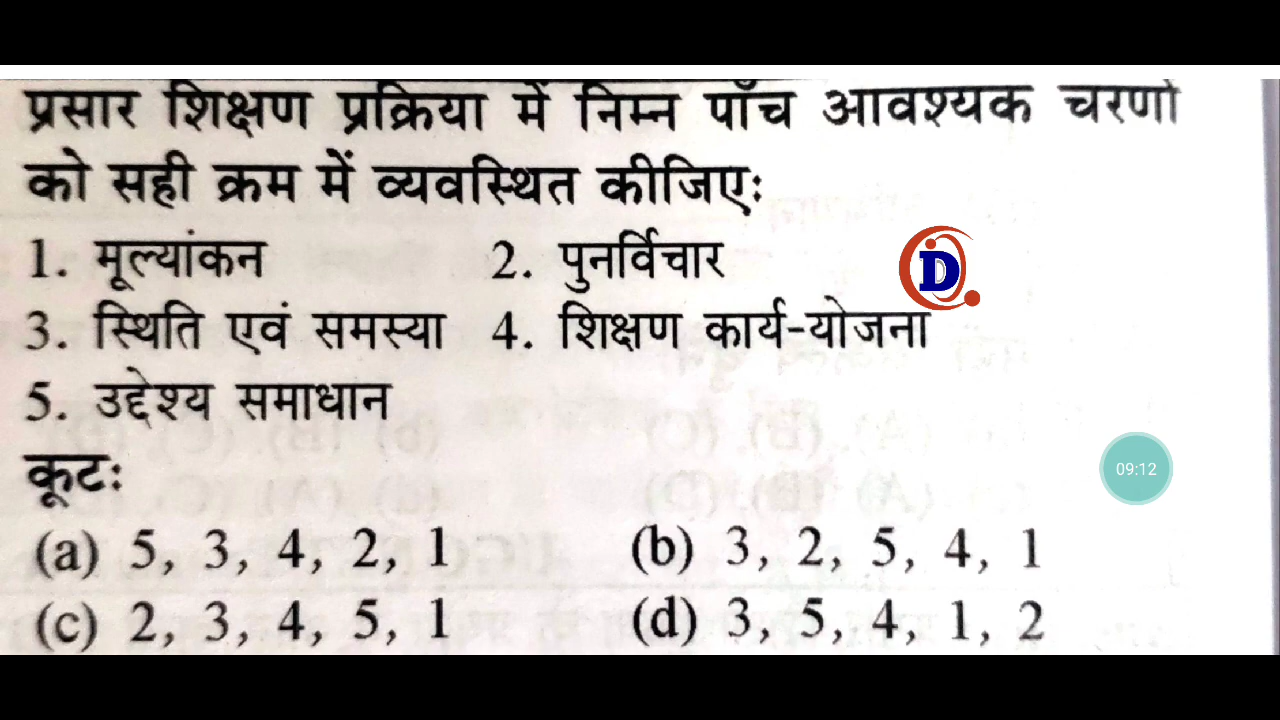 प्रसार शिक्षण प्रक्रिया में निम्न पाँच आवश्यक चरणों
को सही क्रम में व्यवस्थित कीजिएः
1. मूल्यांकन 2. पुनर्विचार
3. स्थिति एवं समस्या 4. शिक्षण कार्य-योजना
5. उद्देश्य समाधान
कूटः
(a) 5, 3, 4, 2, 1 (b) 3, 2, 5, 4, 1
(c) 2, 3, 4, 5, 1 (d) 3, 5, 4, 1, 2
D
09:12